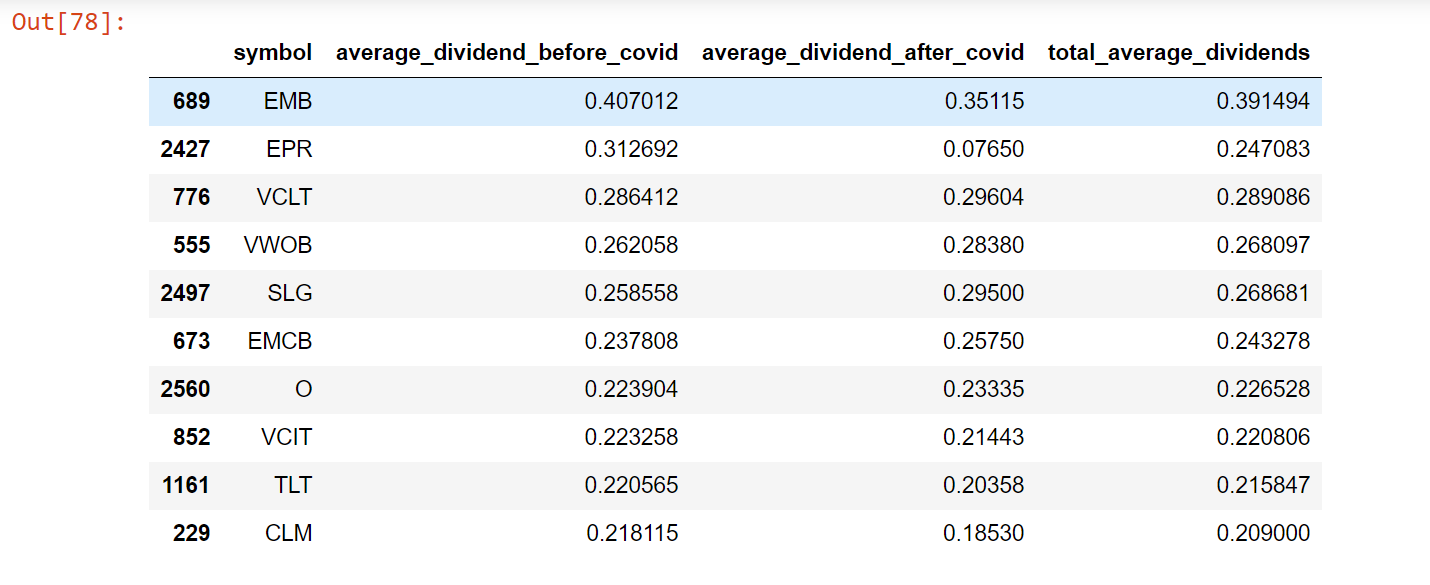 Out[78]:
symbol average_dividend_before_covid average_dividend_after_covid total_average_dividends
689 EMB 0.407012 0.35115 0.391494
2427 EPR 0.312692 0.07650 0.247083
776 VCLT 0.286412 0.29604 0.289086
555 VWOB 0.262058 0.28380 0.268097
2497 SLG 0.258558 0.29500 0.268681
673 EMCB 0.237808 0.25750 0.243278
2560 O 0.223904 0.23335 0.226528
852 VCIT 0.223258 0.21443 0.220806
1161 TLT 0.220565 0.20358 0.215847
229 CLM 0.218115 0.18530 0.209000